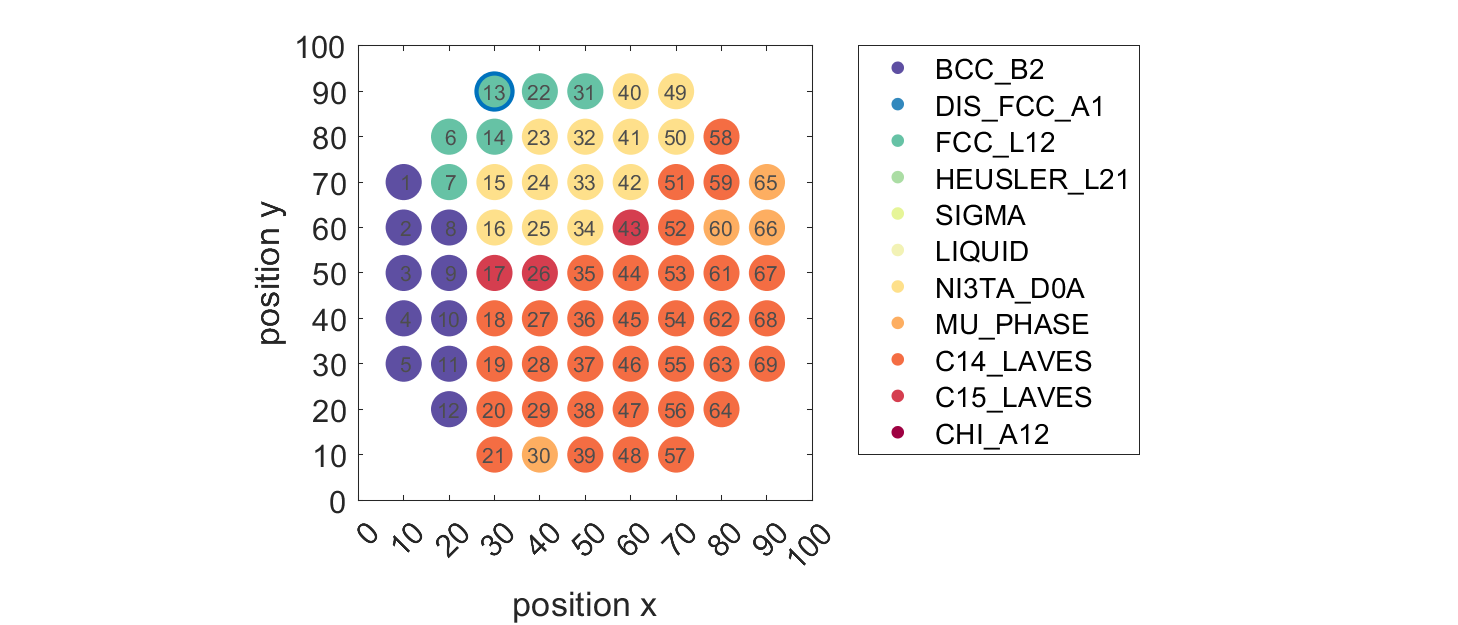 100
90
80
70
60
50
40
30
20
10
0
position y
13 22 31 40 49
6 14 23 32 41 50 58
1 7 15 24 33 42 51 59 65
2 8 16 25 34 43 52 60 66
3 9 17 26 35 44 53 61 67
4 10 18 27 36 45 54 62 68
5 11 19 28 37 46 55 63 69
12 20 29 38 47 56 64
21 30 39 48 57
0 10 20 30 40 50 60 70 80 90 100
position x
BCC_B2
DIS_FCC_A1
FCC_L12
HEUSLER_L21
SIGMA
LIQUID
NI3TA_D0A
MU_PHASE
C14_LAVES
C15_LAVES
CHI_A12